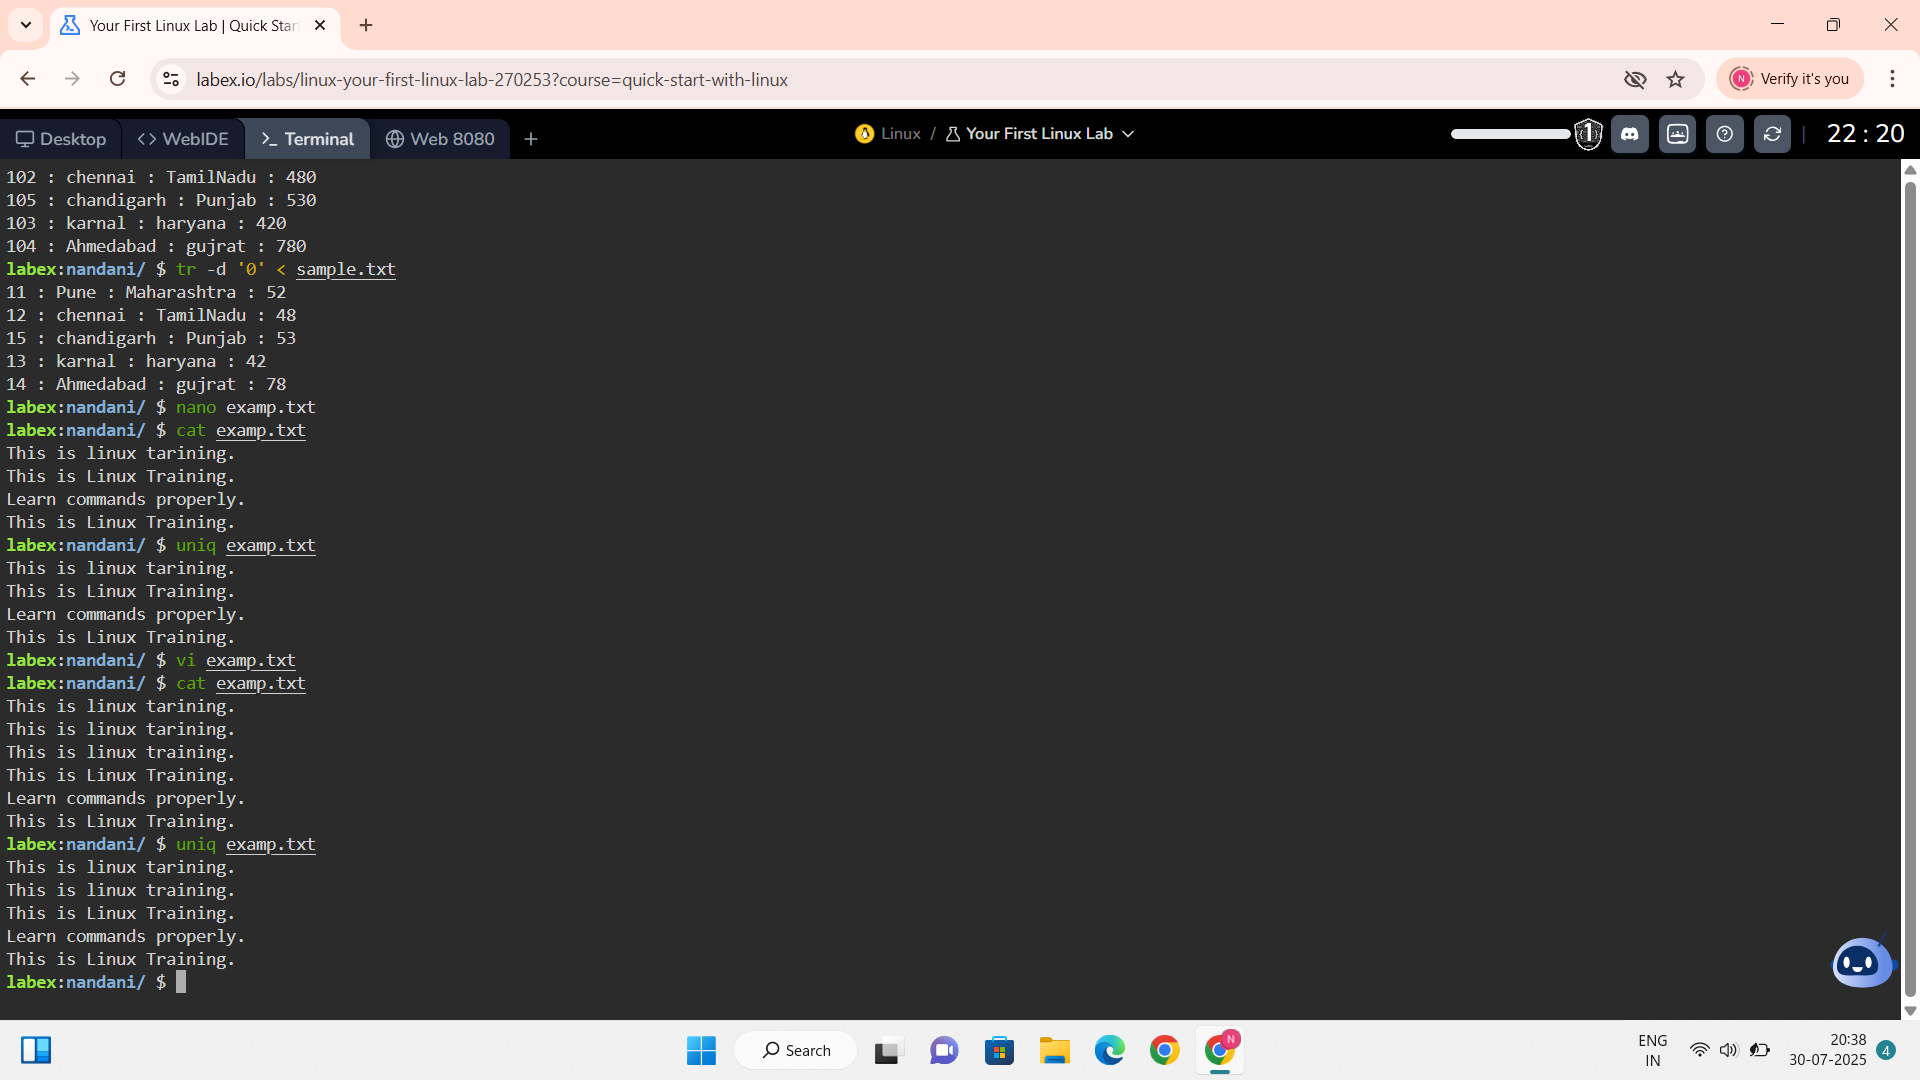 Your First Linux Lab | Quick Star
labex.io/labs/linux-your-first-linux-lab-270253?course=quick-start-with-linux
N Verify it's you
Desktop WebIDE Terminal Web 8080
Linux / Your First Linux Lab 1 22 : 20
102 : chennai : TamilNadu : 480
105 : chandigarh : Punjab : 530
103 : karnal : haryana : 420
104 : Ahmedabad : gujrat : 780
labex:nandani/ $ tr -d '0' < sample.txt
11 : Pune : Maharashtra : 52
12 : chennai : TamilNadu : 48
15 : chandigarh : Punjab : 53
13 : karnal : haryana : 42
14 : Ahmedabad : gujrat : 78
labex:nandani/ $ nano examp.txt
labex:nandani/ $ cat examp.txt
This is linux tarining.
This is Linux Training.
Learn commands properly.
This is Linux Training.
labex:nandani/ $ uniq examp.txt
This is linux tarining.
This is Linux Training.
Learn commands properly.
This is Linux Training.
labex:nandani/ $ vi examp.txt
labex:nandani/ $ cat examp.txt
This is linux tarining.
This is linux tarining.
This is linux training.
This is Linux Training.
Learn commands properly.
This is Linux Training.
labex:nandani/ $ uniq examp.txt
This is linux tarining.
This is linux training.
This is Linux Training.
Learn commands properly.
This is Linux Training.
labex:nandani/ $
Search
N
ENG
IN
20:38
30-07-2025
4